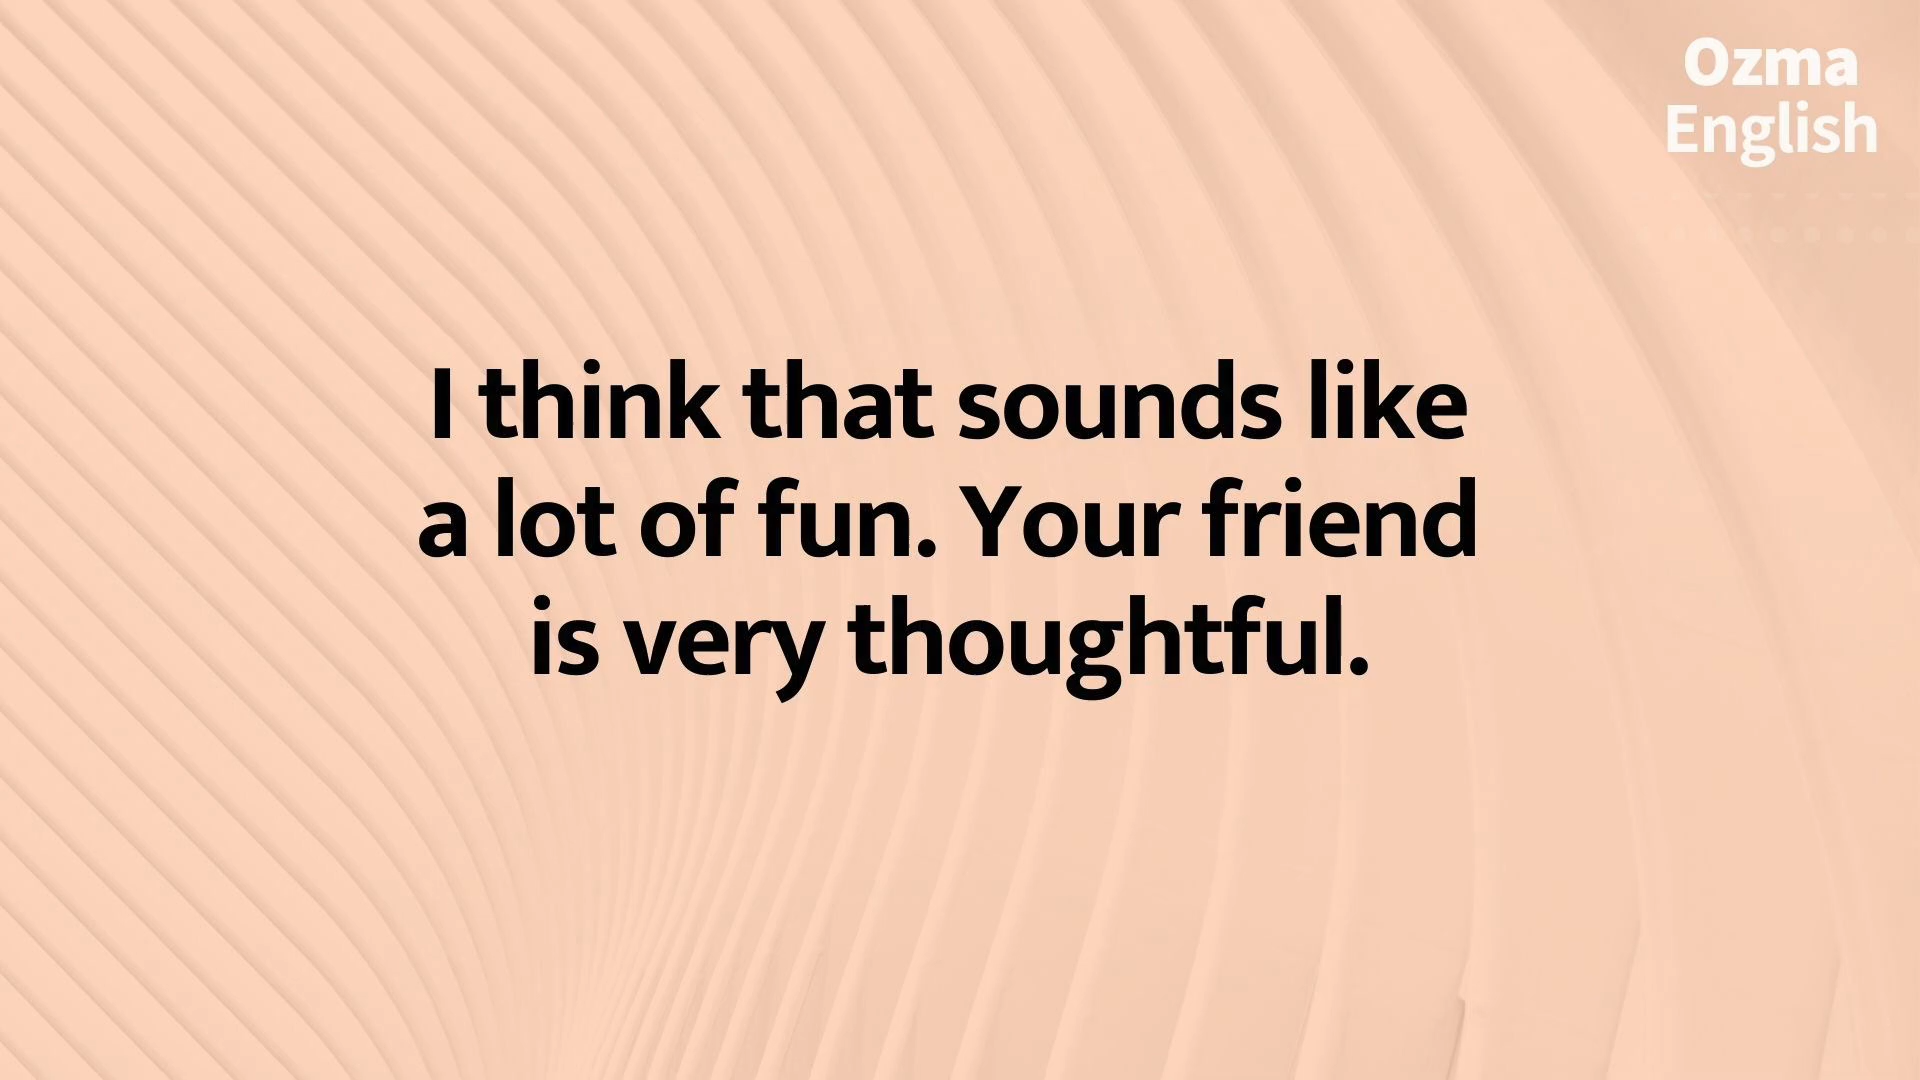 Ozma
English
I think that sounds like
a lot of fun. Your friend
is very thoughtful.